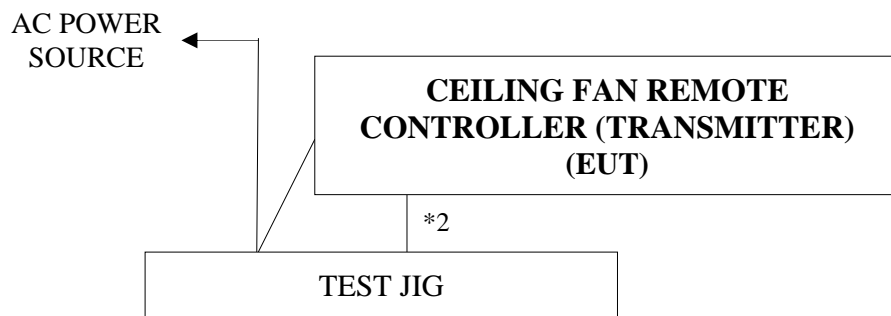 AC POWER
SOURCE
CEILING FAN REMOTE
CONTROLLER (TRANSMITTER)
(EUT)
*2
TEST JIG